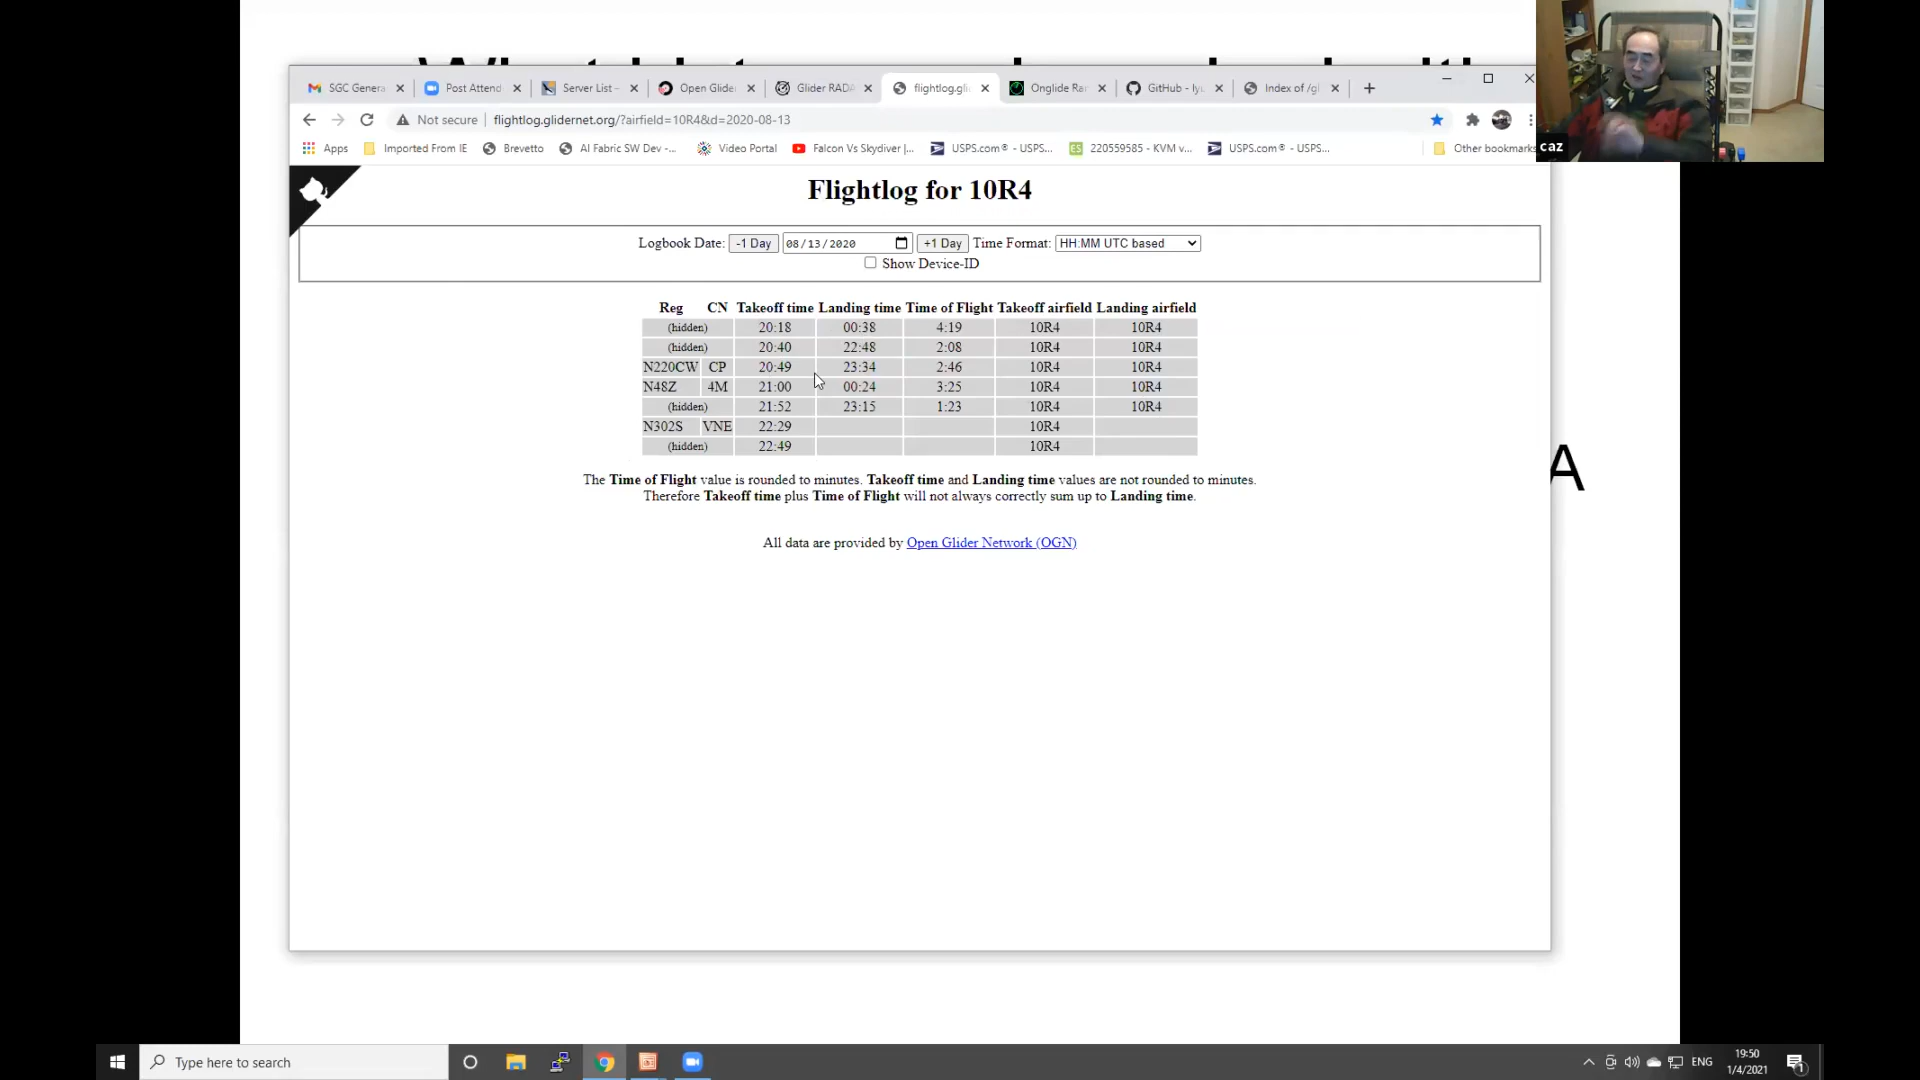 SGC Genera
Post Attend
Server List -
Open Glide
Glider RADA
flightlog.gli
Onglide Ra
GitHub - ly
Index of /gl
Not secure
flightlog.glidernet.org/?airfield=10R4&d=2020-08-13
Apps
Imported From IE
Brevetto
AI Fabric SW Dev -...
Video Portal
Falcon Vs Skydiver |...
USPS.com® - USPS...
220559585 - KVM v...
USPS.com® - USPS...
Other bookmarks
caz
Flightlog for 10R4
Logbook Date: -1 Day 08/13/2020 +1 Day Time Format: HH:MM UTC based
Show Device-ID
Reg CN Takeoff time Landing time Time of Flight Takeoff airfield Landing airfield
(hidden) 20:18 00:38 4:19 10R4 10R4
(hidden) 20:40 22:48 2:08 10R4 10R4
N220CW CP 20:49 23:34 2:46 10R4 10R4
N48Z 4M 21:00 00:24 3:25 10R4 10R4
(hidden) 21:52 23:15 1:23 10R4 10R4
N302S VNE 22:29 10R4
(hidden) 22:49 10R4
A
The Time of Flight value is rounded to minutes. Takeoff time and Landing time values are not rounded to minutes.
Therefore Takeoff time plus Time of Flight will not always correctly sum up to Landing time.
All data are provided by Open Glider Network (OGN)
Type here to search
ENG
19:50
1/4/2021
1